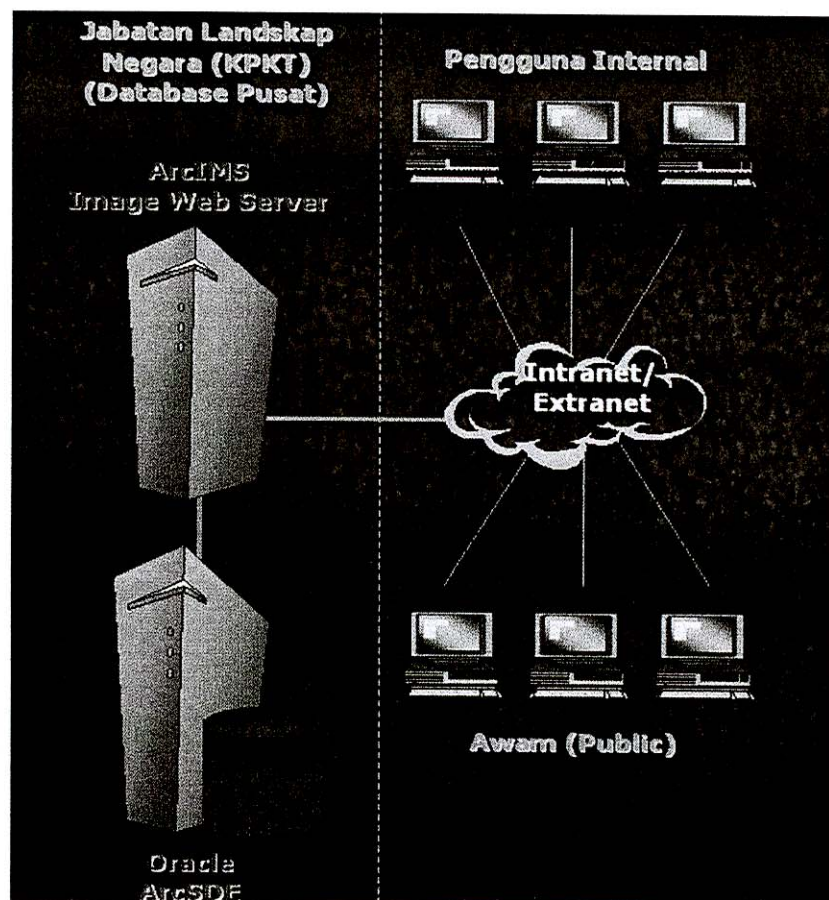 Jabatan Landskap
Negara (KPKT)
(Database Pusat)
ArcIMS
Image Web Server
Oracle
ArcSDE
Pengguna Internal
Intranet/
Extranet
Awam (Public)